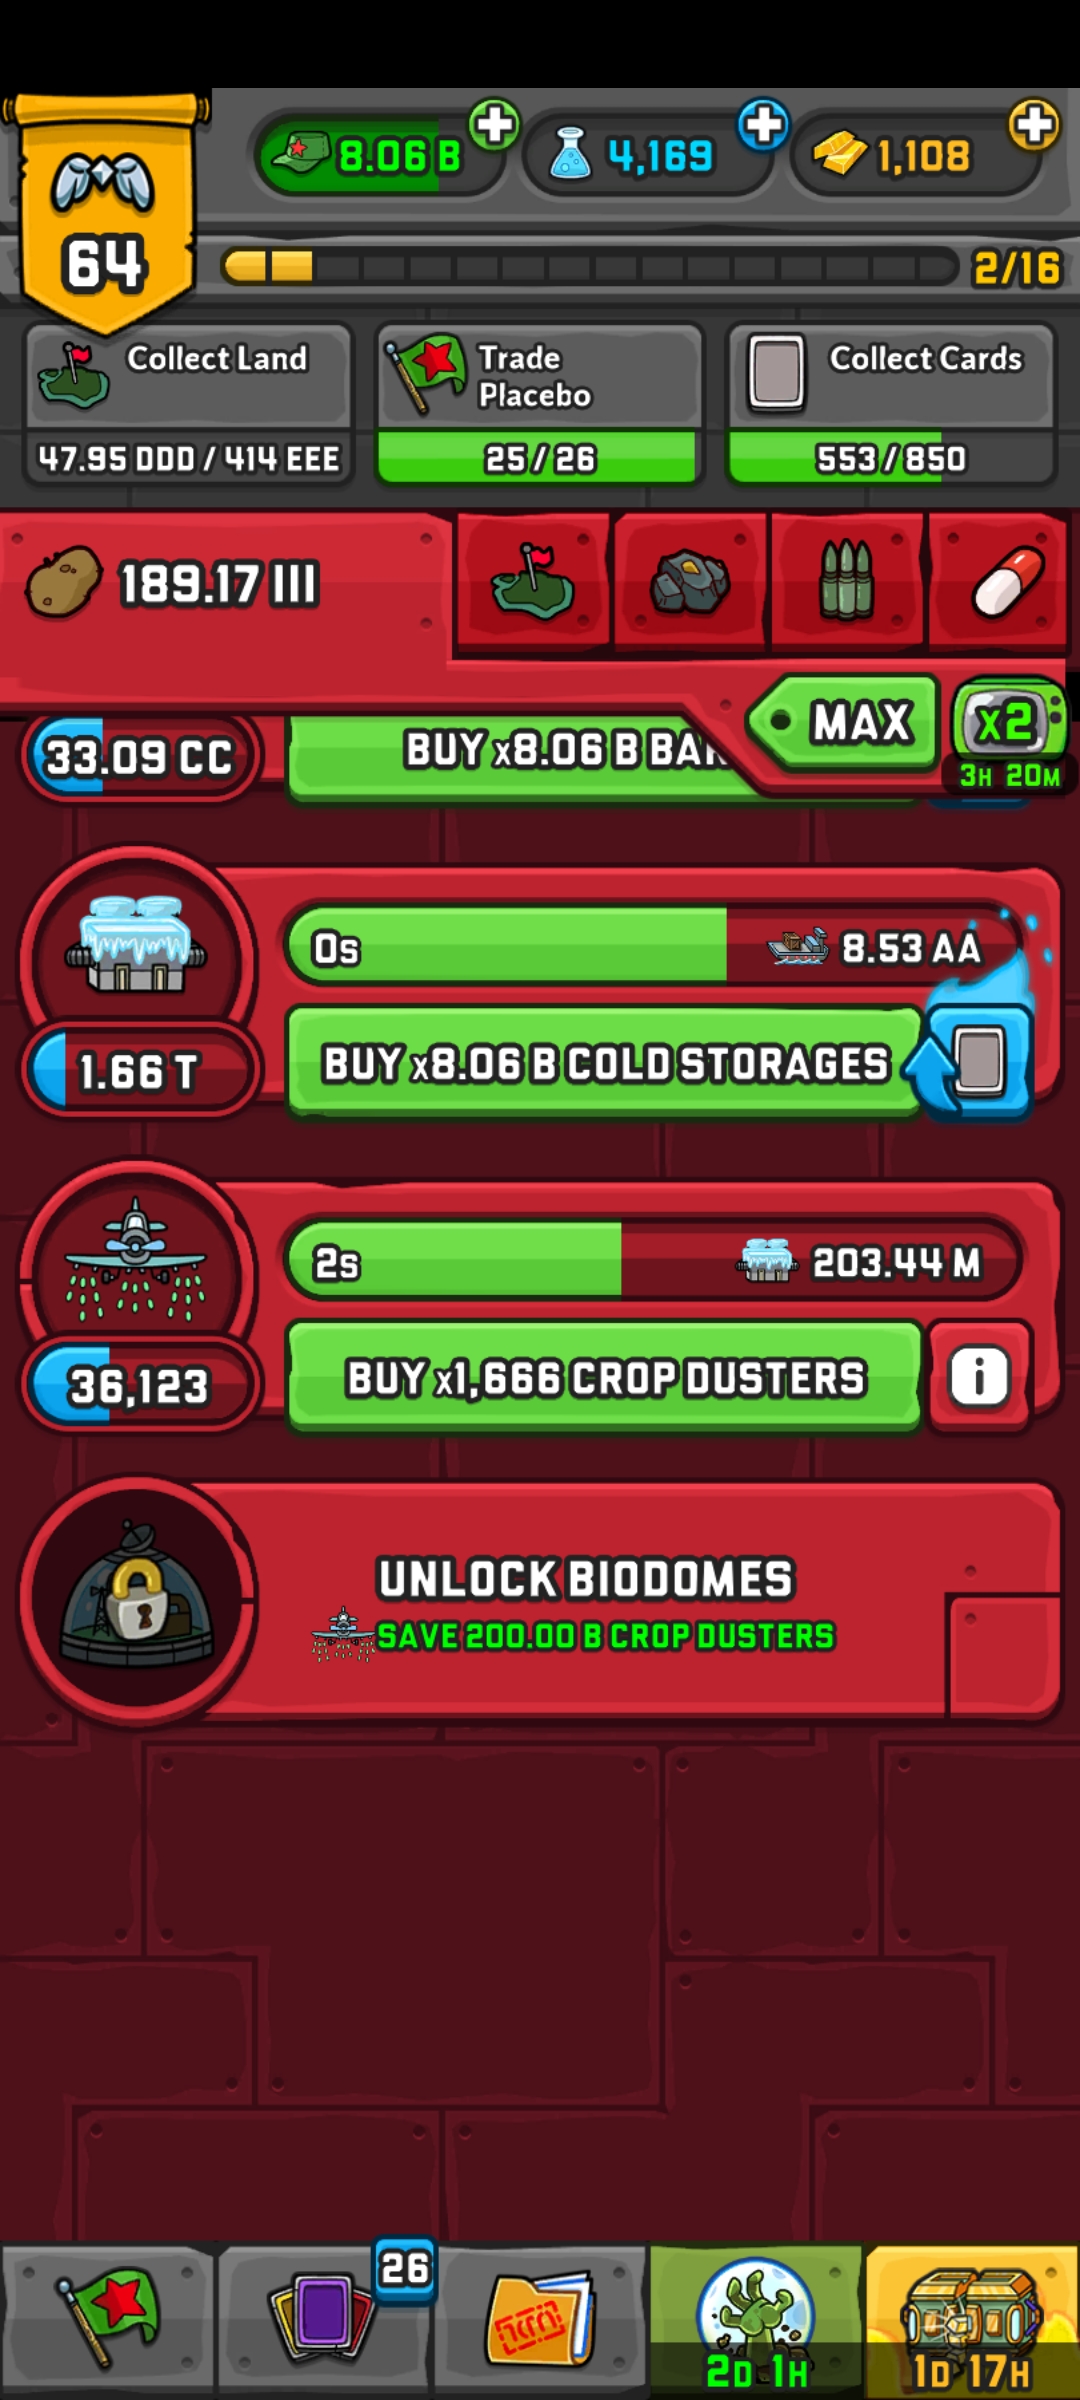 8.06 B
4,169
1,108
64
2/16
Collect Land
47.95 DDD / 414 EEE
Trade
Placebo
25 / 26
Collect Cards
553 / 850
189.17 III
MAX
x2
3H 20M
33.09 CC
BUY x8.06 B BAR
0s
8.53 AA
1.66 T
BUY x8.06 B COLD STORAGES
2s
203.44 M
36,123
BUY x1,666 CROP DUSTERS
i
UNLOCK BIODOMES
SAVE 200.00 B CROP DUSTERS
26
2D 1H
1D 17H